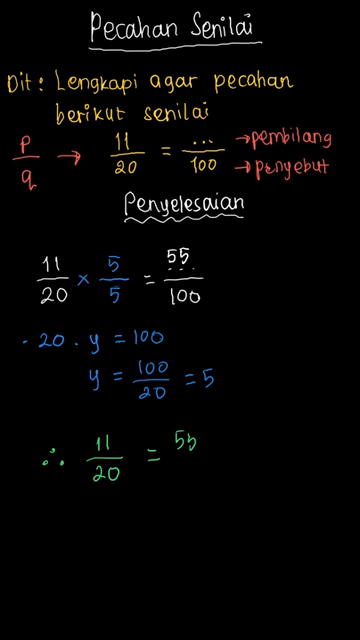 Pecahan Senilai
Dit : Lengkapi agar pecahan
berikut senilai
p/q → 11/20 = .../100 → pembilang → penyebut
Penyelesaian
11/20 × 5/5 = 55/100
- 20 . y = 100
y = 100/20 = 5
∴ 11/20 = 55